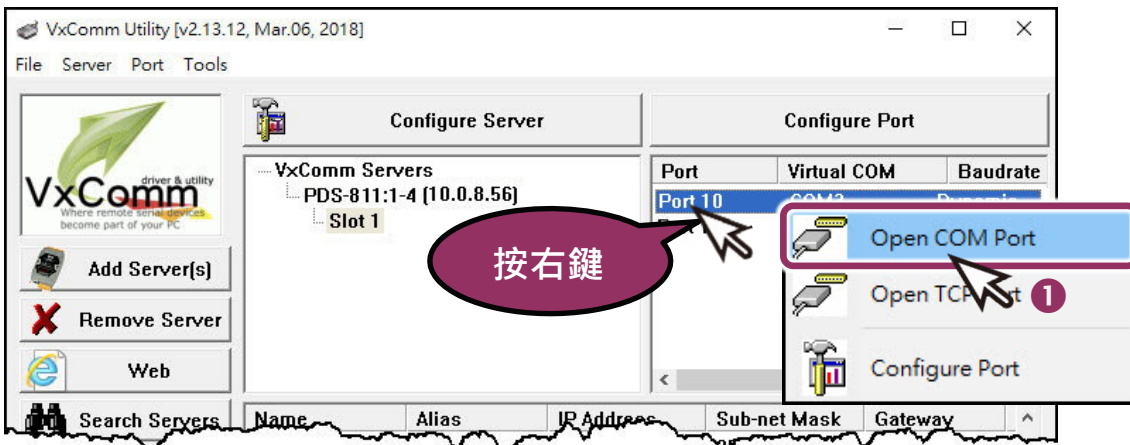 VxComm Utility [v2.13.12, Mar.06, 2018]
File Server Port Tools
VxComm
driver & utility
Where remote serial devices
become part of your PC
Configure Server
Configure Port
VxComm Servers
PDS-811:1-4 (10.0.8.56)
Slot 1
Port Virtual COM Baudrate
Port 10
按右鍵
Open COM Port
Open TCP Port
1
Configure Port
Add Server(s)
Remove Server
Web
Search Servers
Name Alias IP Address Sub-net Mask Gateway